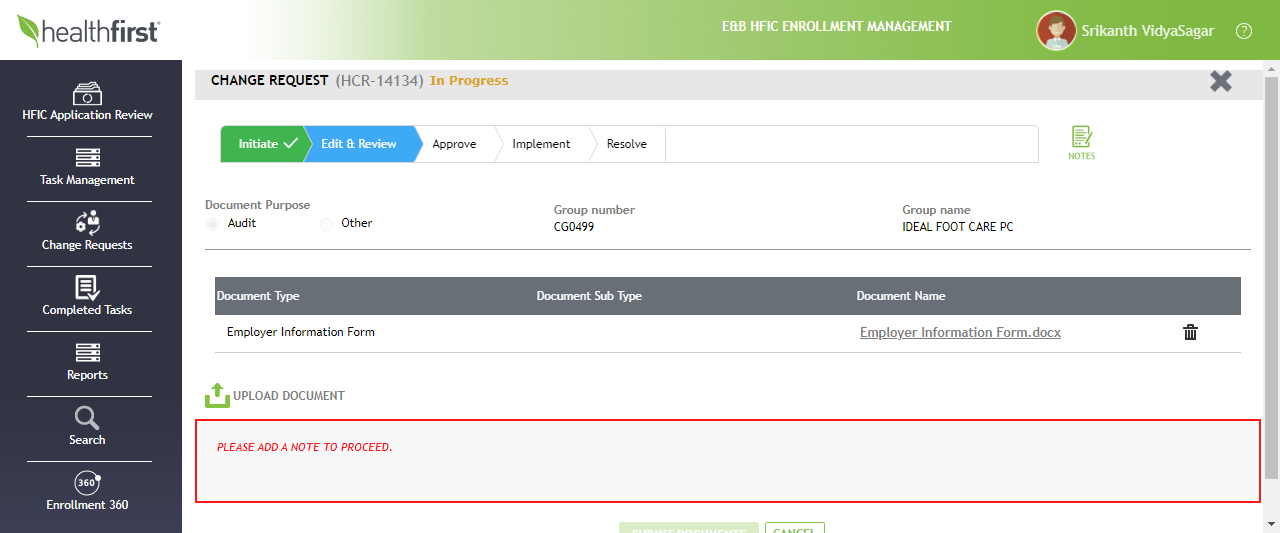 healthfirst
E&B HFIC ENROLLMENT MANAGEMENT
Srikanth VidyaSagar
?
HFIC Application Review
Task Management
Change Requests
Completed Tasks
Reports
Search
360°
Enrollment 360
CHANGE REQUEST (HCR-14134) In Progress
Initiate
Edit & Review
Approve
Implement
Resolve
NOTES
Document Purpose
Audit
Other
Group number
CG0499
Group name
IDEAL FOOT CARE PC
Document Type
Document Sub Type
Document Name
Employer Information Form
Employer Information Form.docx
UPLOAD DOCUMENT
PLEASE ADD A NOTE TO PROCEED.
SUBMIT DOCUMENTS
CANCEL